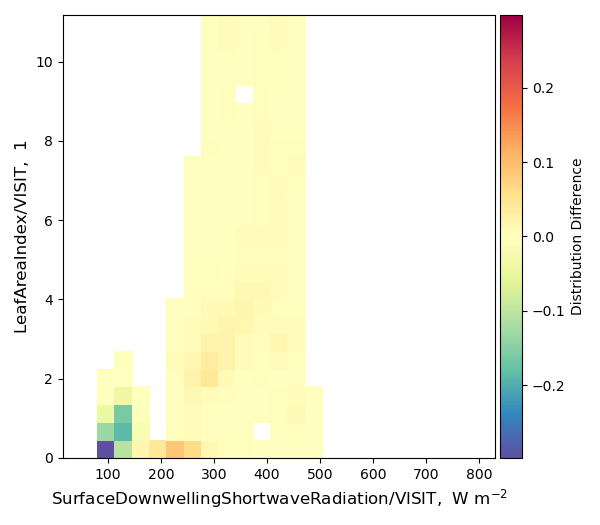 LeafAreaIndex/VISIT, 1
10
8
6
4
2
0
100 200 300 400 500 600 700 800
SurfaceDownwellingShortwaveRadiation/VISIT, W m⁻²
0.2
0.1
0.0
−0.1
−0.2
Distribution Difference